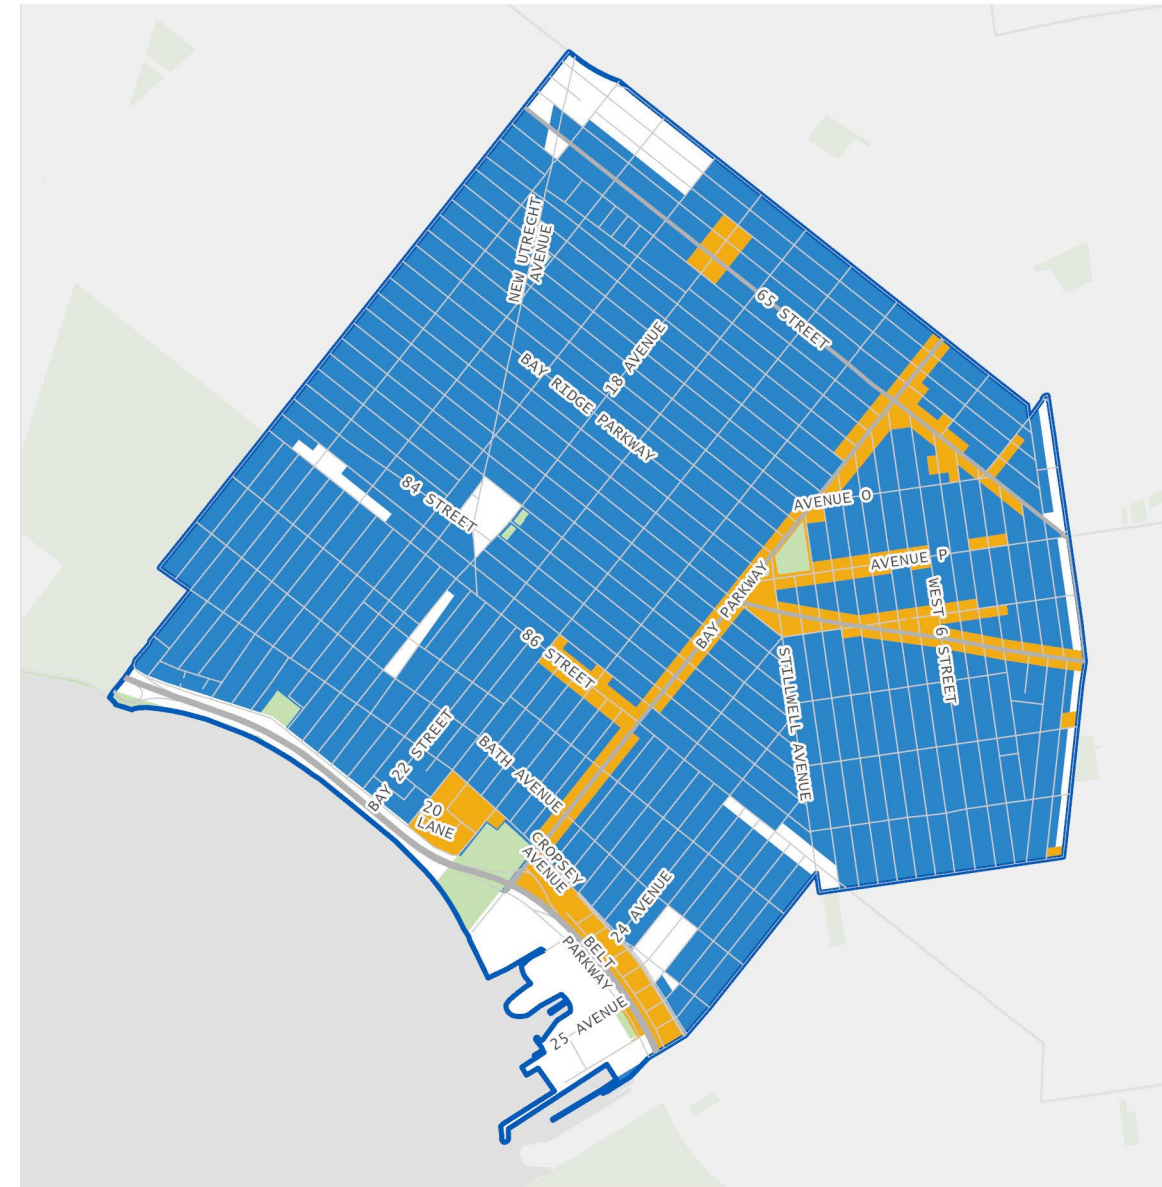 NEW UTRECHT
AVENUE
65 STREET
18 AVENUE
BAY RIDGE PARKWAY
84 STREET
AVENUE O
AVENUE P
BAY PARKWAY
WEST 6 STREET
86 STREET
STILLWELL AVENUE
BAY 22 STREET
BATH AVENUE
20
LANE
CROPSEY
AVENUE
24 AVENUE
BELT
PARKWAY
25 AVENUE